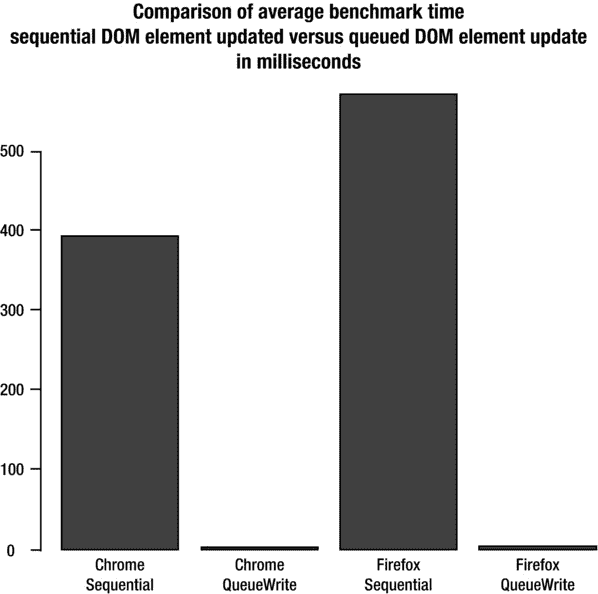 Comparison of average benchmark time
sequential DOM element updated versus queued DOM element update
in milliseconds
500
400
300
200
100
0
Chrome
Sequential
Chrome
QueueWrite
Firefox
Sequential
Firefox
QueueWrite